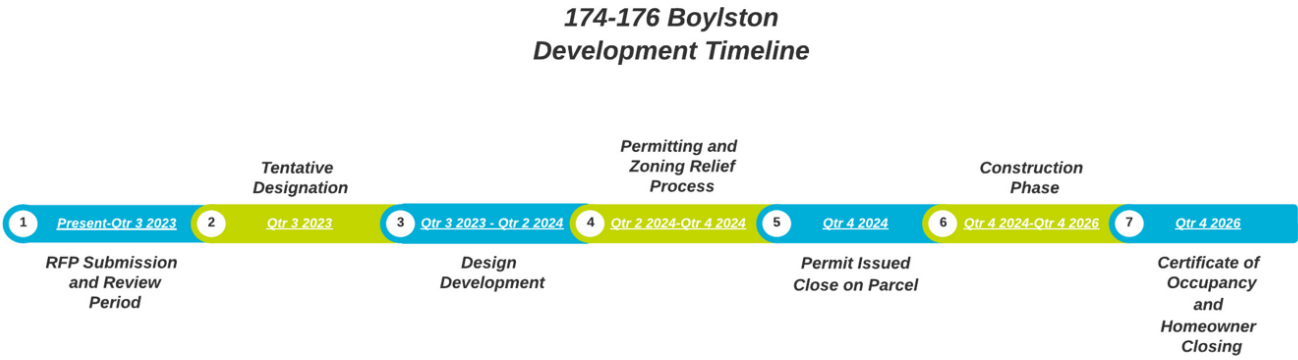 174-176 Boylston
Development Timeline
1
Present-Qtr 3 2023
RFP Submission
and Review
Period
Tentative
Designation
2
Qtr 3 2023
3
Qtr 3 2023 - Qtr 2 2024
Design
Development
Permitting and
Zoning Relief
Process
4
Qtr 2 2024-Qtr 4 2024
5
Qtr 4 2024
Permit Issued
Close on Parcel
Construction
Phase
6
Qtr 4 2024-Qtr 4 2026
7
Qtr 4 2026
Certificate of
Occupancy
and
Homeowner
Closing